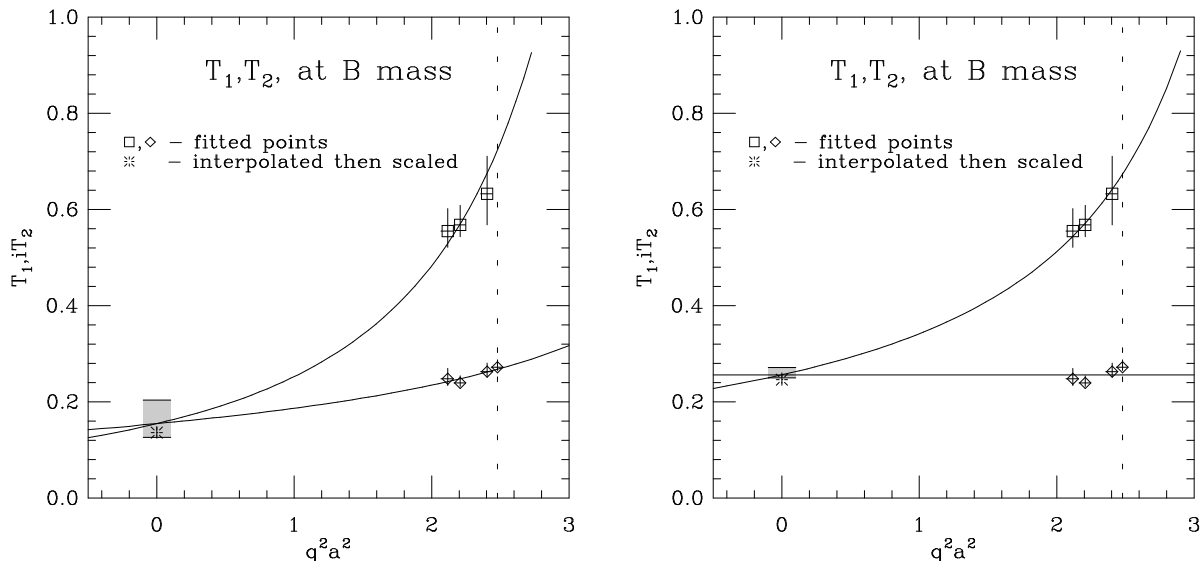 T₁,T₂, at B mass
□,◇ – fitted points
– interpolated then scaled
T₁,iT₂
1.0
0.8
0.6
0.4
0.2
0.0
0 1 2 3
q²a²
T₁,T₂, at B mass
□,◇ – fitted points
– interpolated then scaled
T₁,iT₂
1.0
0.8
0.6
0.4
0.2
0.0
0 1 2 3
q²a²